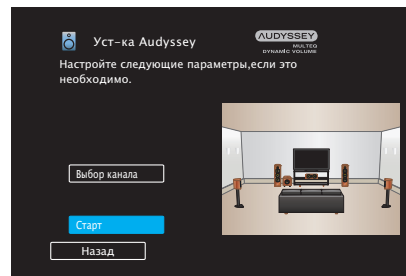 Уст-ка Audyssey
AUDYSSEY
MULTEQ
DYNAMIC VOLUME
Настройте следующие параметры,если это
необходимо.
Выбор канала
Старт
Назад